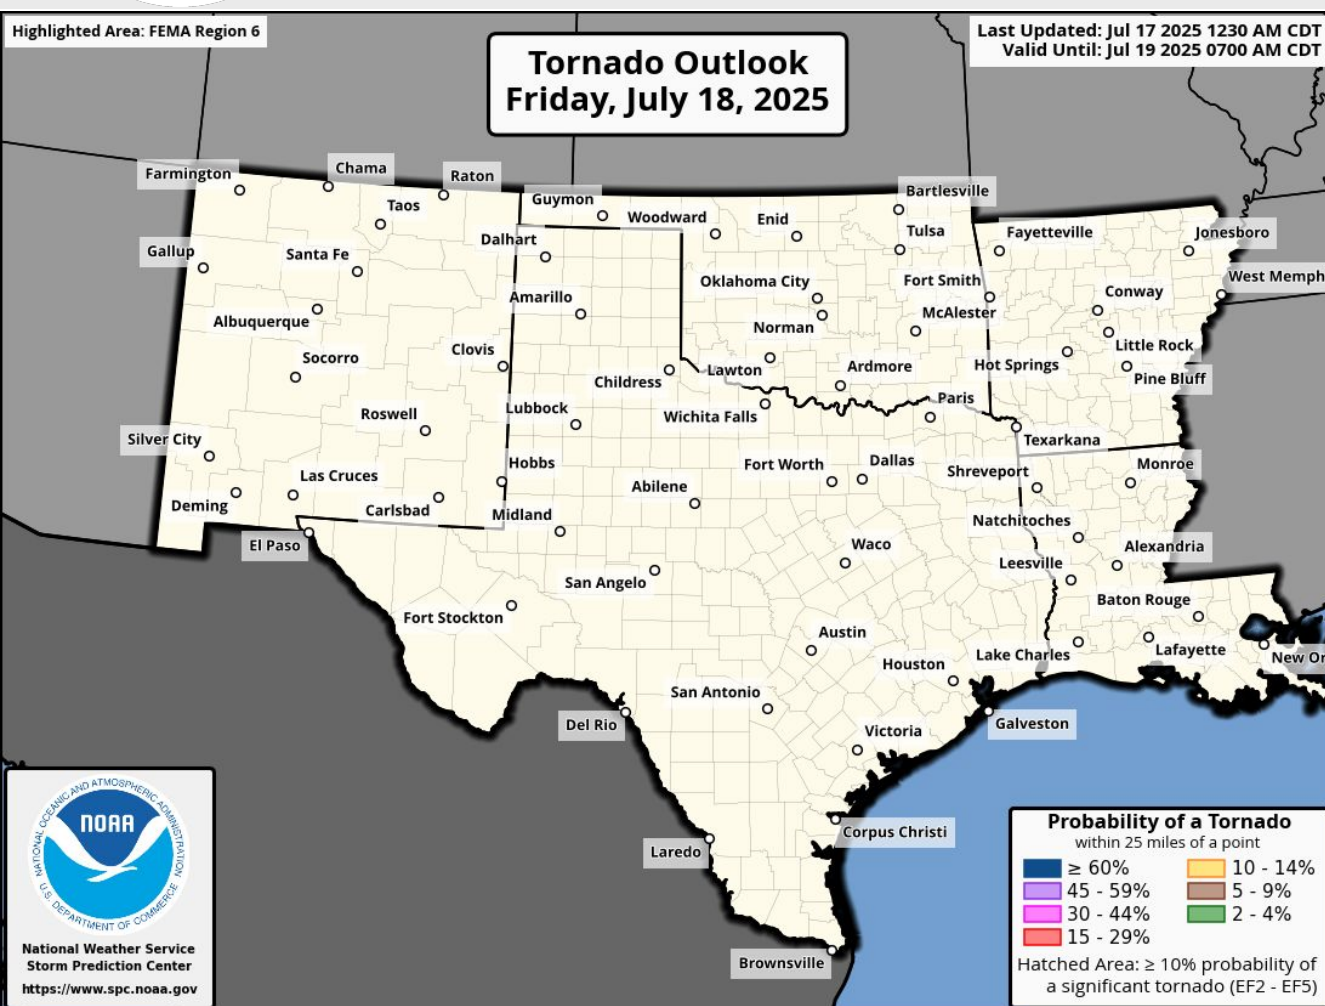 Highlighted Area: FEMA Region 6
Last Updated: Jul 17 2025 1230 AM CDT
Valid Until: Jul 19 2025 0700 AM CDT
Tornado Outlook
Friday, July 18, 2025
Farmington
Chama
Raton
Taos
Guymon
Woodward
Enid
Bartlesville
Tulsa
Fayetteville
Jonesboro
Gallup
Santa Fe
Dalhart
Oklahoma City
Fort Smith
West Memph
Amarillo
Conway
Albuquerque
Norman
McAlester
Little Rock
Socorro
Clovis
Childress
Lawton
Ardmore
Hot Springs
Pine Bluff
Roswell
Lubbock
Wichita Falls
Paris
Texarkana
Silver City
Las Cruces
Hobbs
Fort Worth
Dallas
Shreveport
Monroe
Deming
Carlsbad
Midland
Abilene
Natchitoches
El Paso
Waco
Alexandria
San Angelo
Leesville
Fort Stockton
Baton Rouge
Austin
Lake Charles
Lafayette
New Or
Houston
San Antonio
Del Rio
Galveston
Victoria
Corpus Christi
Laredo
Brownsville
NATIONAL OCEANIC AND ATMOSPHERIC ADMINISTRATION
NOAA
U.S. DEPARTMENT OF COMMERCE
National Weather Service
Storm Prediction Center
https://www.spc.noaa.gov
Probability of a Tornado
within 25 miles of a point
≥ 60%
10 - 14%
45 - 59%
5 - 9%
30 - 44%
2 - 4%
15 - 29%
Hatched Area: ≥ 10% probability of
a significant tornado (EF2 - EF5)